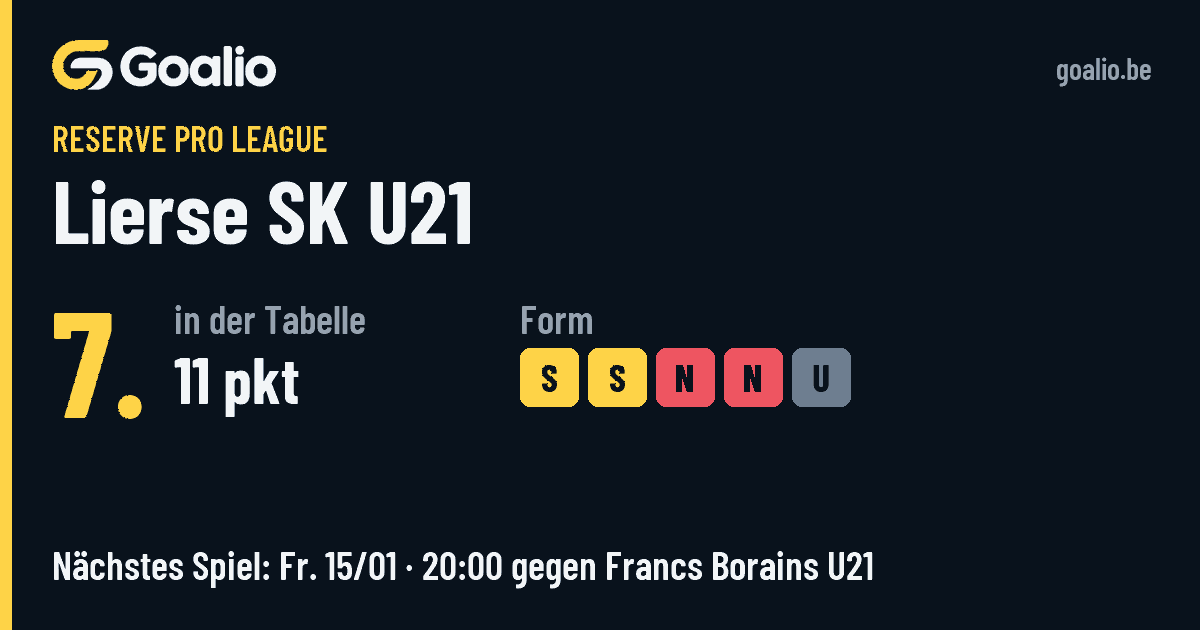 Goalio
goalio.be
RESERVE PRO LEAGUE
Lierse SK U21
7.
in der Tabelle
11 pkt
Form
S S N N U
Nächstes Spiel: Fr. 15/01 · 20:00 gegen Francs Borains U21